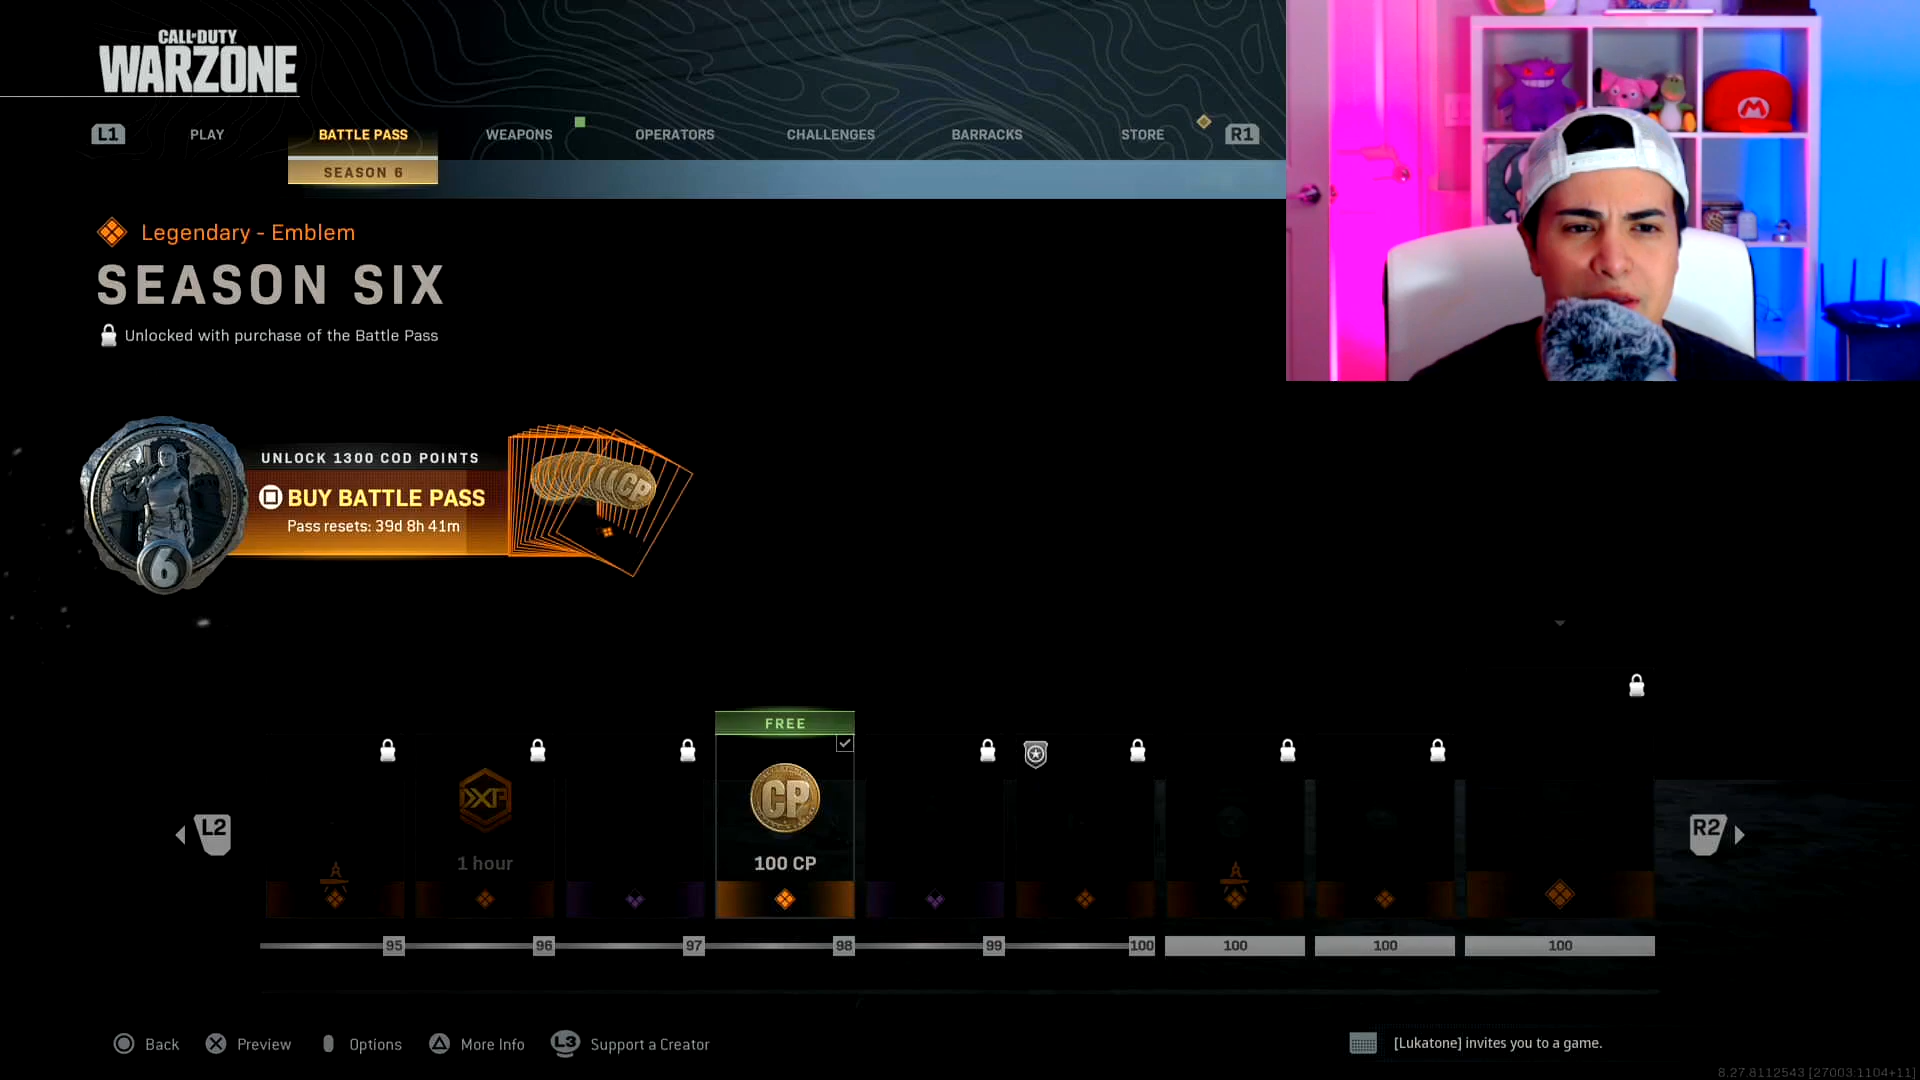 CALL OF DUTY
WARZONE
L1
PLAY
BATTLE PASS
WEAPONS
OPERATORS
CHALLENGES
BARRACKS
STORE
R1
SEASON 6
Legendary - Emblem
SEASON SIX
Unlocked with purchase of the Battle Pass
UNLOCK 1300 COD POINTS
BUY BATTLE PASS
Pass resets: 39d 8h 41m
CP
6
FREE
DXP
CP
1 hour
100 CP
L2
R2
95
96
97
98
99
100
100
100
100
Back
Preview
Options
More Info
L3
Support a Creator
[Lukatone] invites you to a game.
8.27.8112543 [27003:1104+11]